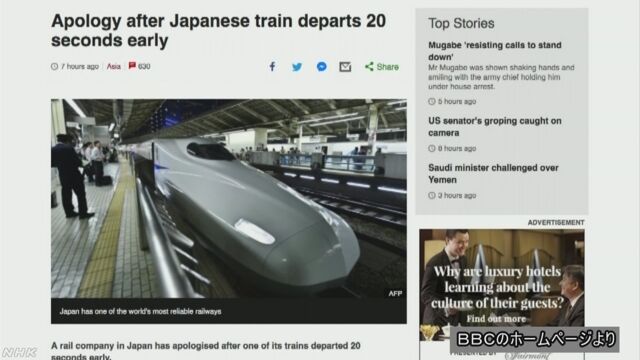 Apology after Japanese train departs 20
seconds early
7 hours ago Asia 630
Share
AFP
Japan has one of the world's most reliable railways
A rail company in Japan has apologised after one of its trains departed 20
seconds early.
Top Stories
Mugabe 'resisting calls to stand
down'
Mr Mugabe was shown shaking hands and
smiling with the army chief holding him
under house arrest.
5 hours ago
US senator's groping caught on
camera
8 hours ago
Saudi minister challenged over
Yemen
3 hours ago
ADVERTISEMENT
Why are luxury hotels
learning about the
culture of their guests?
Find out more
PRESENTED BY Fairmont
BBCのホームページより
NHK